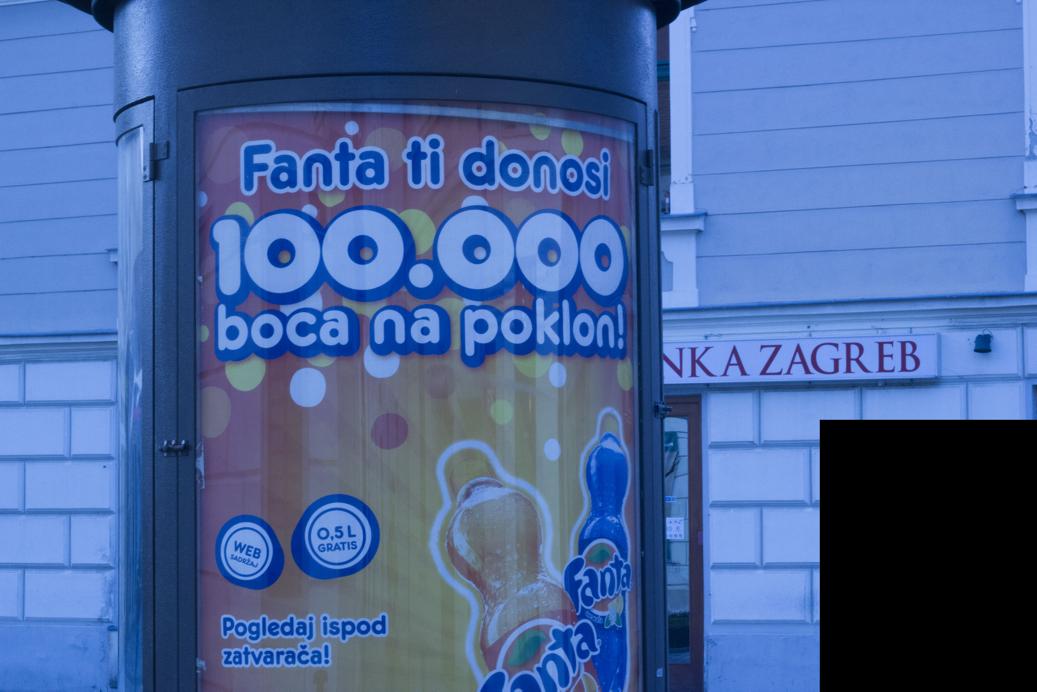 Fanta ti donosi
100.000
boca na poklon!
NKA ZAGREB
WEB
SADRŽAJ
0,5 L
GRATIS
Pogledaj ispod
zatvarača!
fanta
fanta